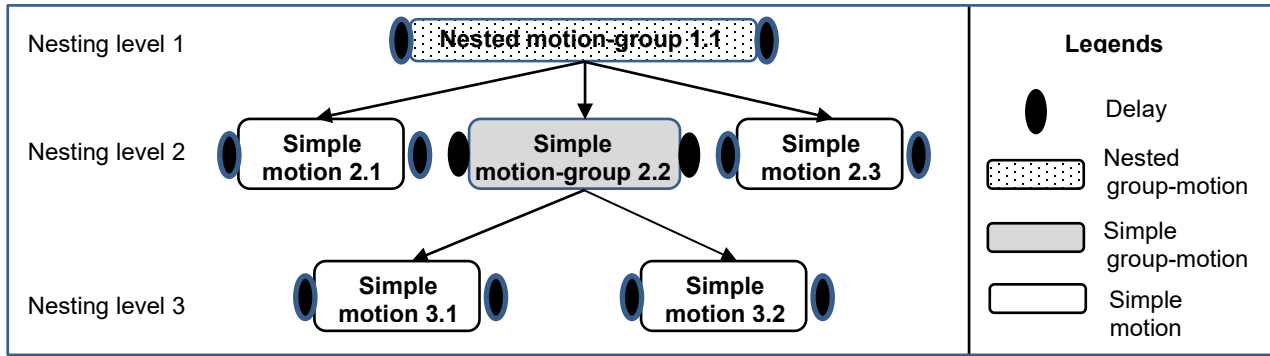 Nesting level 1
Nested motion-group 1.1
Nesting level 2
Simple
motion 2.1
Simple
motion-group 2.2
Simple
motion 2.3
Nesting level 3
Simple
motion 3.1
Simple
motion 3.2
Legends
Delay
Nested
group-motion
Simple
group-motion
Simple
motion